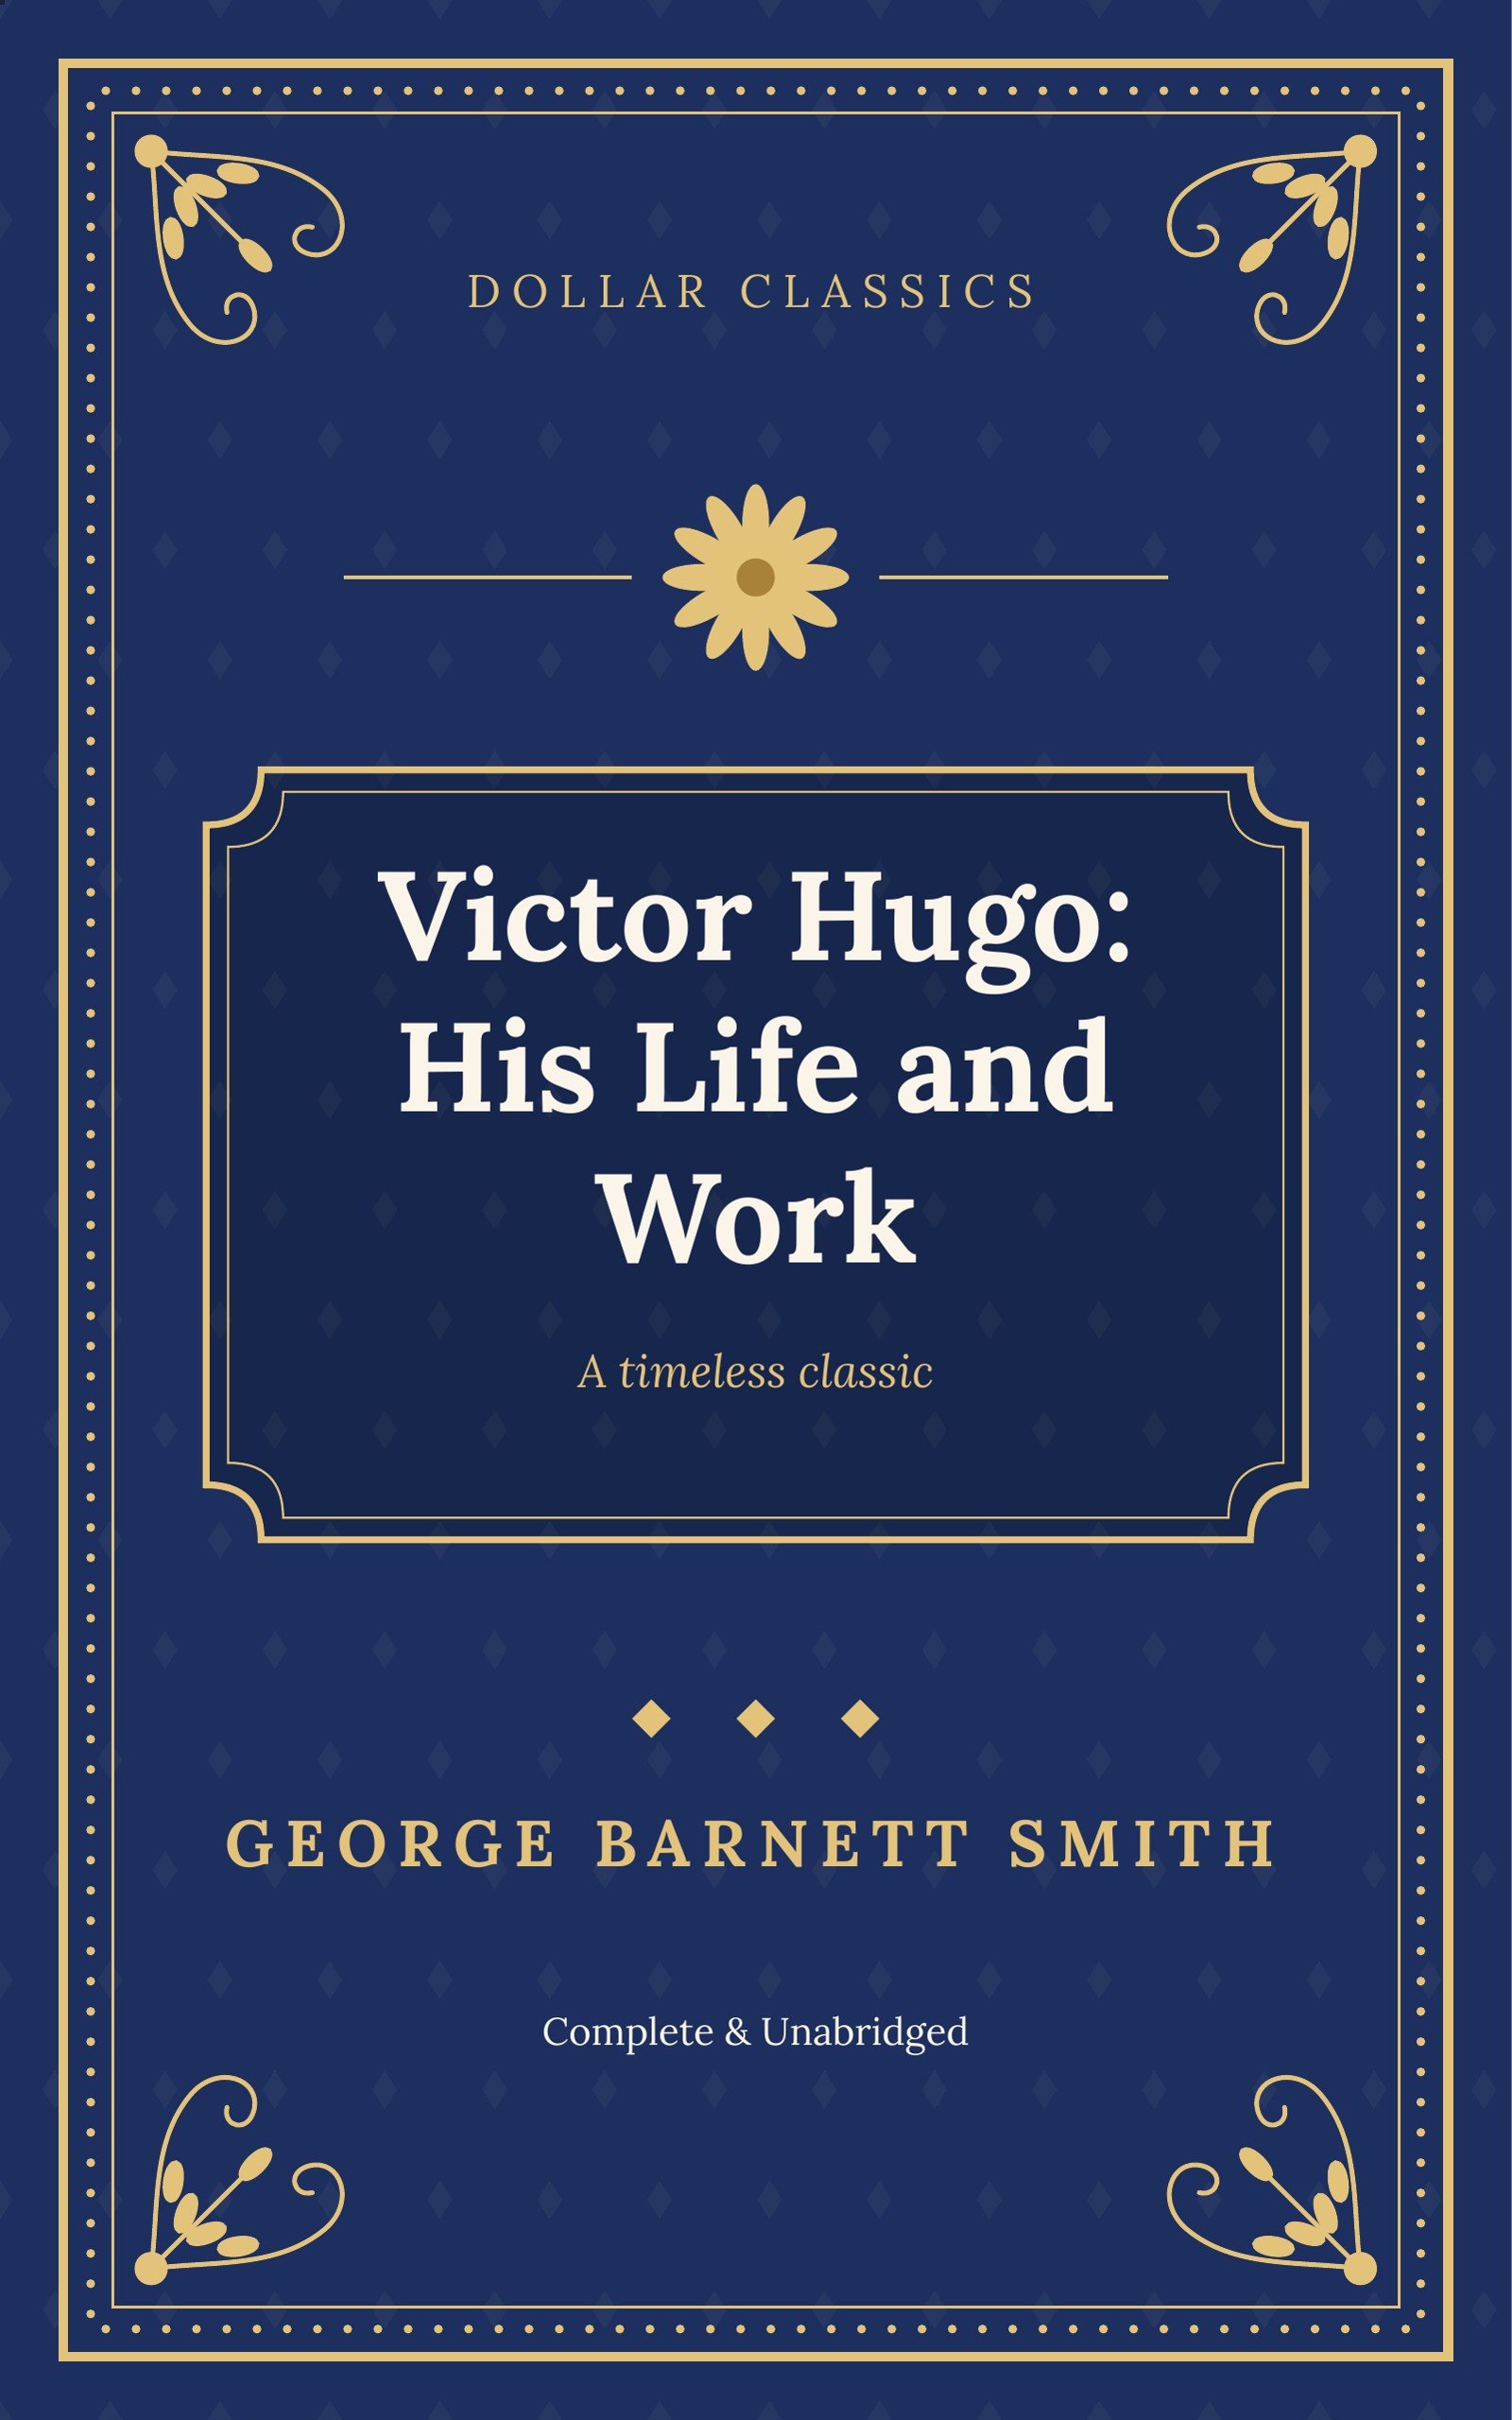 DOLLAR CLASSICS
Victor Hugo:
His Life and
Work
A timeless classic
GEORGE BARNETT SMITH
Complete & Unabridged